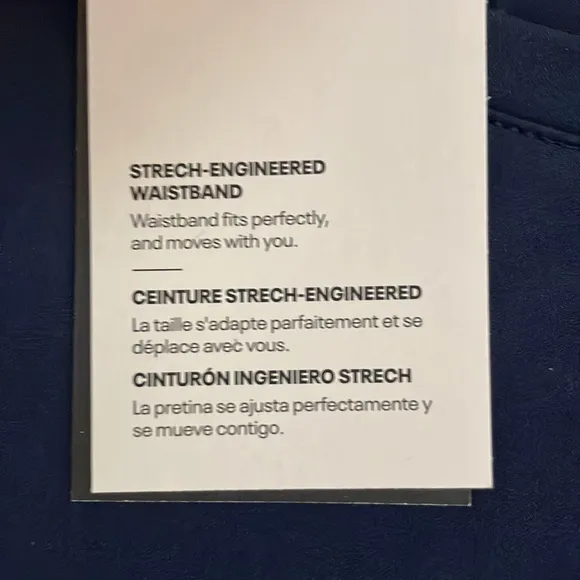 STRECH-ENGINEERED
WAISTBAND
Waistband fits perfectly,
and moves with you.
CEINTURE STRECH-ENGINEERED
La taille s'adapte parfaitement et se
déplace avec vous.
CINTURÓN INGENIERO STRECH
La pretina se ajusta perfectamente y
se mueve contigo.